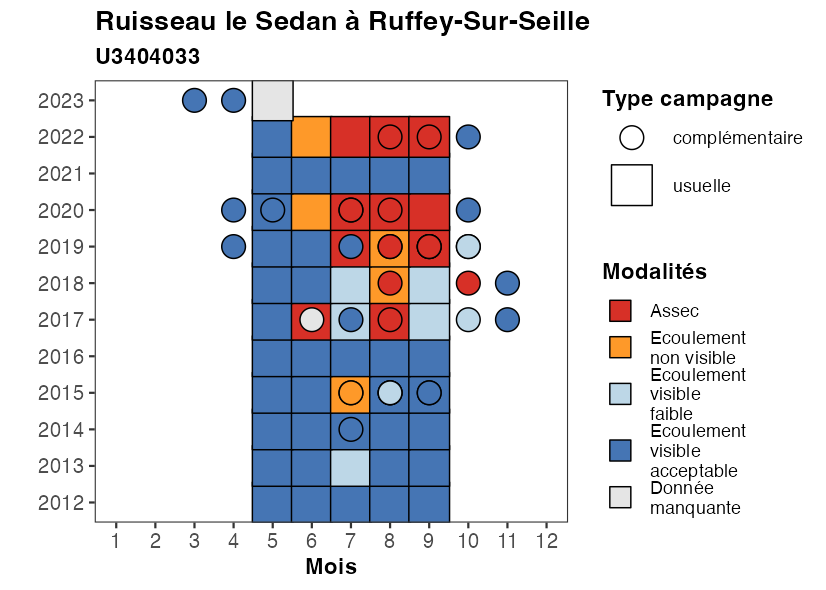 Ruisseau le Sedan à Ruffey-Sur-Seille
U3404033
2023
2022
2021
2020
2019
2018
2017
2016
2015
2014
2013
2012
1 2 3 4 5 6 7 8 9 10 11 12
Mois
Type campagne
complémentaire
usuelle
Modalités
Assec
Ecoulement
non visible
Ecoulement
visible
faible
Ecoulement
visible
acceptable
Donnée
manquante